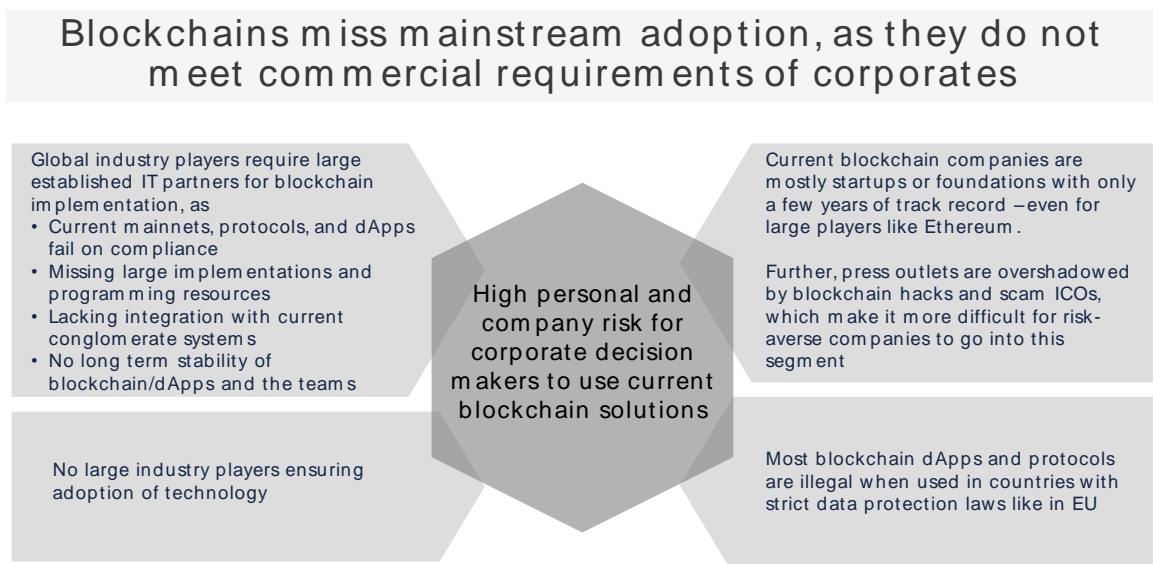 Blockchains miss mainstream adoption, as they do not
meet commercial requirements of corporates
Global industry players require large
established IT partners for blockchain
implementation, as
• Current mainnets, protocols, and dApps
fail on compliance
• Missing large implementations and
programming resources
• Lacking integration with current
conglomerate systems
• No long term stability of
blockchain/dApps and the teams
No large industry players ensuring
adoption of technology
High personal and
company risk for
corporate decision
makers to use current
blockchain solutions
Current blockchain companies are
mostly startups or foundations with only
a few years of track record – even for
large players like Ethereum.
Further, press outlets are overshadowed
by blockchain hacks and scam ICOs,
which make it more difficult for risk-
averse companies to go into this
segment
Most blockchain dApps and protocols
are illegal when used in countries with
strict data protection laws like in EU